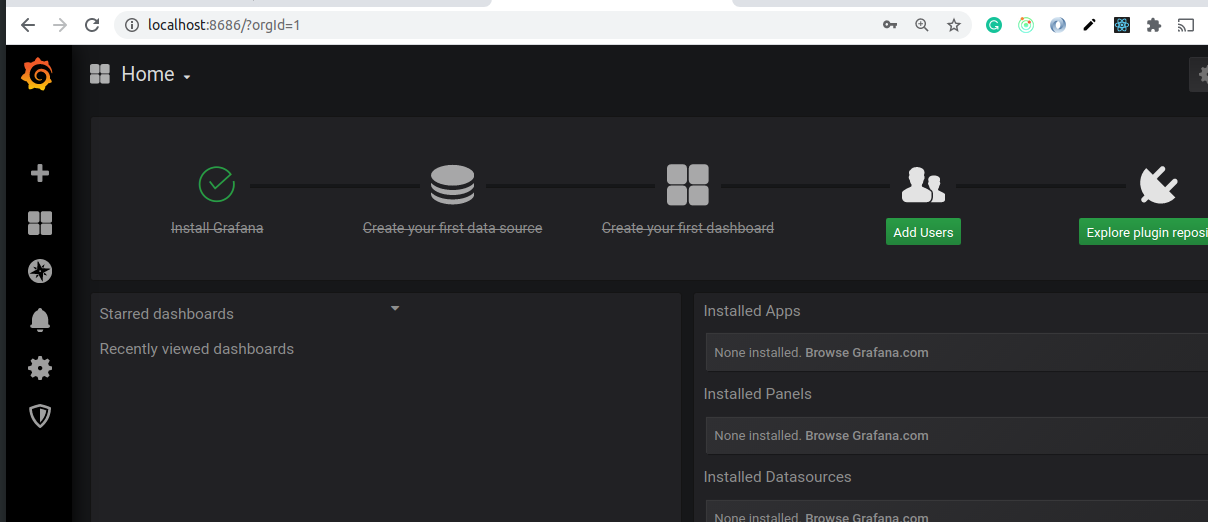 localhost:8686/?orgId=1
Home
Install Grafana
Create your first data source
Create your first dashboard
Add Users
Explore plugin reposi
Starred dashboards
Recently viewed dashboards
Installed Apps
None installed. Browse Grafana.com
Installed Panels
None installed. Browse Grafana.com
Installed Datasources
None installed. Browse Grafana.com